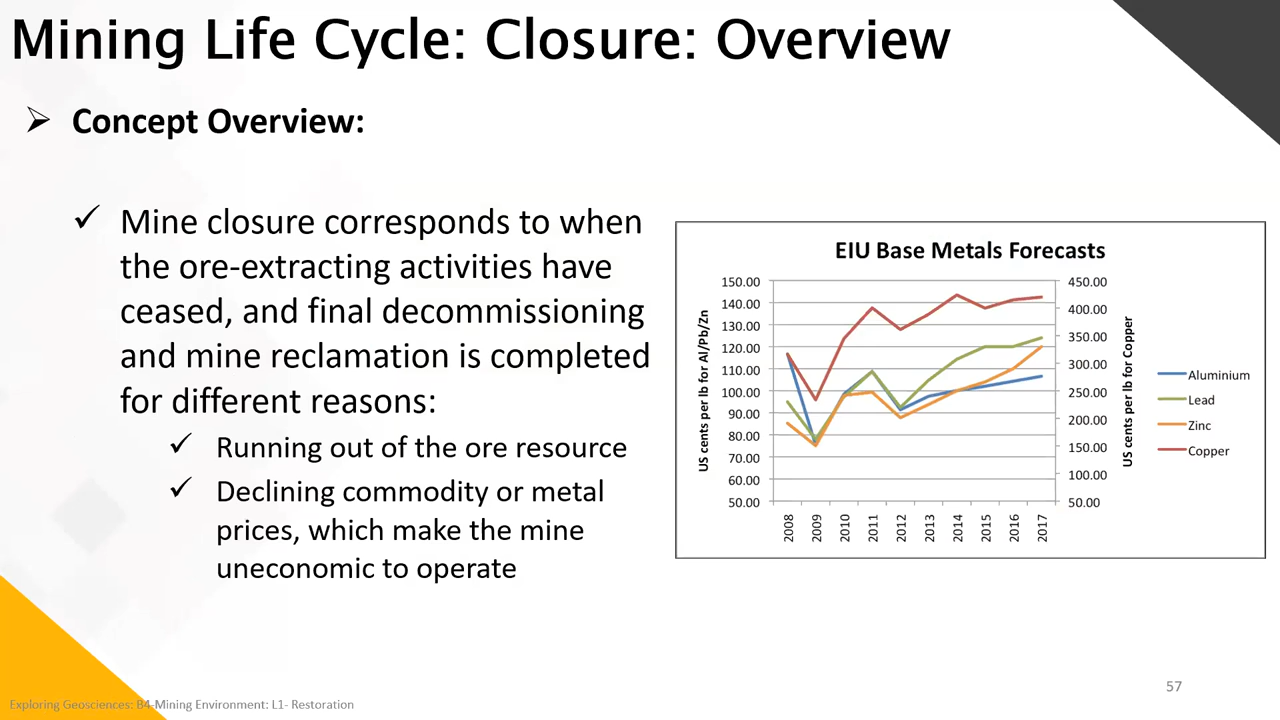 Mining Life Cycle: Closure: Overview
Concept Overview:
Mine closure corresponds to when
the ore-extracting activities have
ceased, and final decommissioning
and mine reclamation is completed
for different reasons:
Running out of the ore resource
Declining commodity or metal
prices, which make the mine
uneconomic to operate
EIU Base Metals Forecasts
US cents per lb for Al/Pb/Zn
150.00
140.00
130.00
120.00
110.00
100.00
90.00
80.00
70.00
60.00
50.00
450.00
400.00
350.00
300.00
250.00
200.00
150.00
100.00
50.00
US cents per lb for Copper
2008
2009
2010
2011
2012
2013
2014
2015
2016
2017
Aluminium
Lead
Zinc
Copper
57
Exploring Geosciences: B4-Mining Environment: L1- Restoration